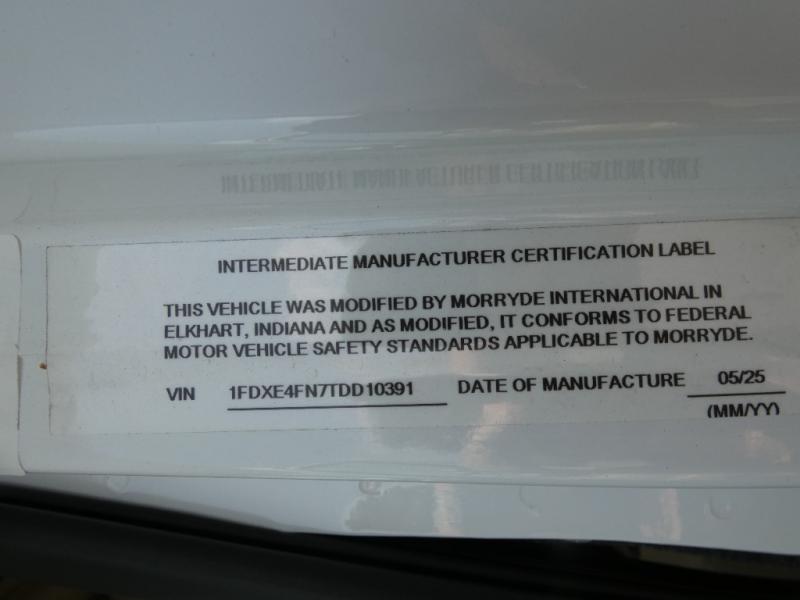 INTERMEDIATE MANUFACTURER CERTIFICATION LABEL
THIS VEHICLE WAS MODIFIED BY MORRYDE INTERNATIONAL IN
ELKHART, INDIANA AND AS MODIFIED, IT CONFORMS TO FEDERAL
MOTOR VEHICLE SAFETY STANDARDS APPLICABLE TO MORRYDE.
VIN 1FDXE4FN7TDD10391 DATE OF MANUFACTURE 05/25
(MM/YY)